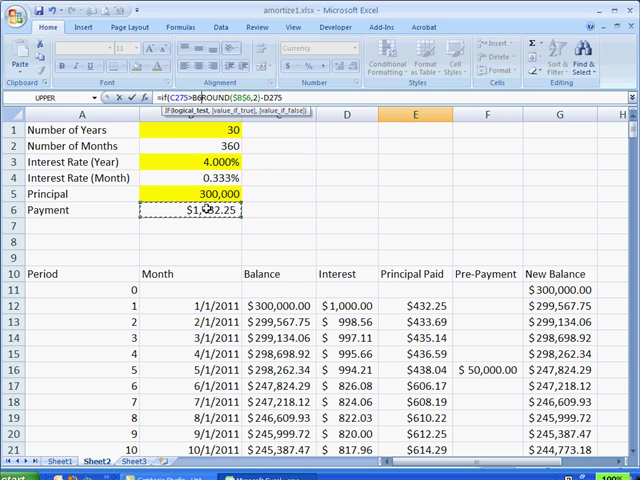 amortize1.xlsx - Microsoft Excel
Home Insert Page Layout Formulas Data Review View Add-Ins Acrobat
Paste
Clipboard
11
Font
Alignment
Currency
Number
Conditional Formatting
Format as Table
Cell Styles
Styles
Insert
Delete
Format
Cells
Editing
UPPER =if(C275>B6ROUND($B$6,2)-D275
IF(logical_test, [value_if_true], [value_if_false])
A C D E F G H
1 Number of Years 30
2 Number of Months 360
3 Interest Rate (Year) 4.000%
4 Interest Rate (Month) 0.333%
5 Principal 300,000
6 Payment
7
8
9
10 Period Month Balance Interest Principal Paid Pre-Payment New Balance
11 0 $ 300,000.00
12 1 1/1/2011 $ 300,000.00 $ 1,000.00 $432.25 $ 299,567.75
13 2 2/1/2011 $ 299,567.75 $ 998.56 $433.69 $ 299,134.06
14 3 3/1/2011 $ 299,134.06 $ 997.11 $435.14 $ 298,698.92
15 4 4/1/2011 $ 298,698.92 $ 995.66 $436.59 $ 298,262.34
16 5 5/1/2011 $ 298,262.34 $ 994.21 $438.04 $ 50,000.00 $ 247,824.29
17 6 6/1/2011 $ 247,824.29 $ 826.08 $606.17 $ 247,218.12
18 7 7/1/2011 $ 247,218.12 $ 824.06 $608.19 $ 246,609.93
19 8 8/1/2011 $ 246,609.93 $ 822.03 $610.22 $ 245,999.72
20 9 9/1/2011 $ 245,999.72 $ 820.00 $612.25 $ 245,387.47
21 10 10/1/2011 $ 245,387.47 $ 817.96 $614.29 $ 244,773.18
Sheet1 Sheet2 Sheet3
Edit 100%
start